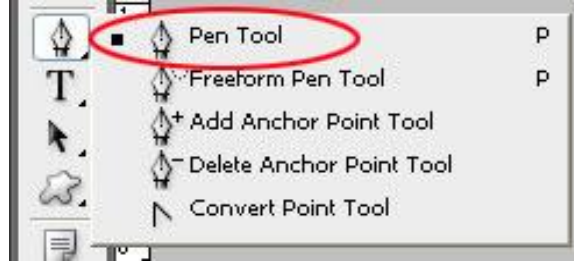 Pen Tool P
Freeform Pen Tool P
Add Anchor Point Tool
Delete Anchor Point Tool
Convert Point Tool
T